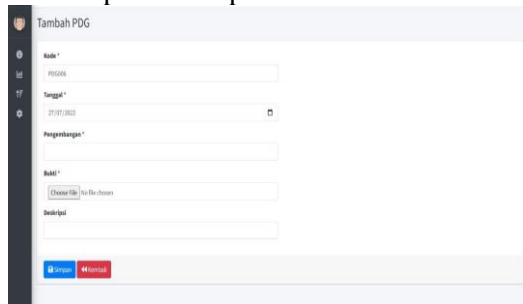 Tambah PDG
Kode *
PDG006
Tanggal *
27/07/2022
Pengembangan *
Bukti *
Choose File No file chosen
Deskripsi
Simpan Kembali